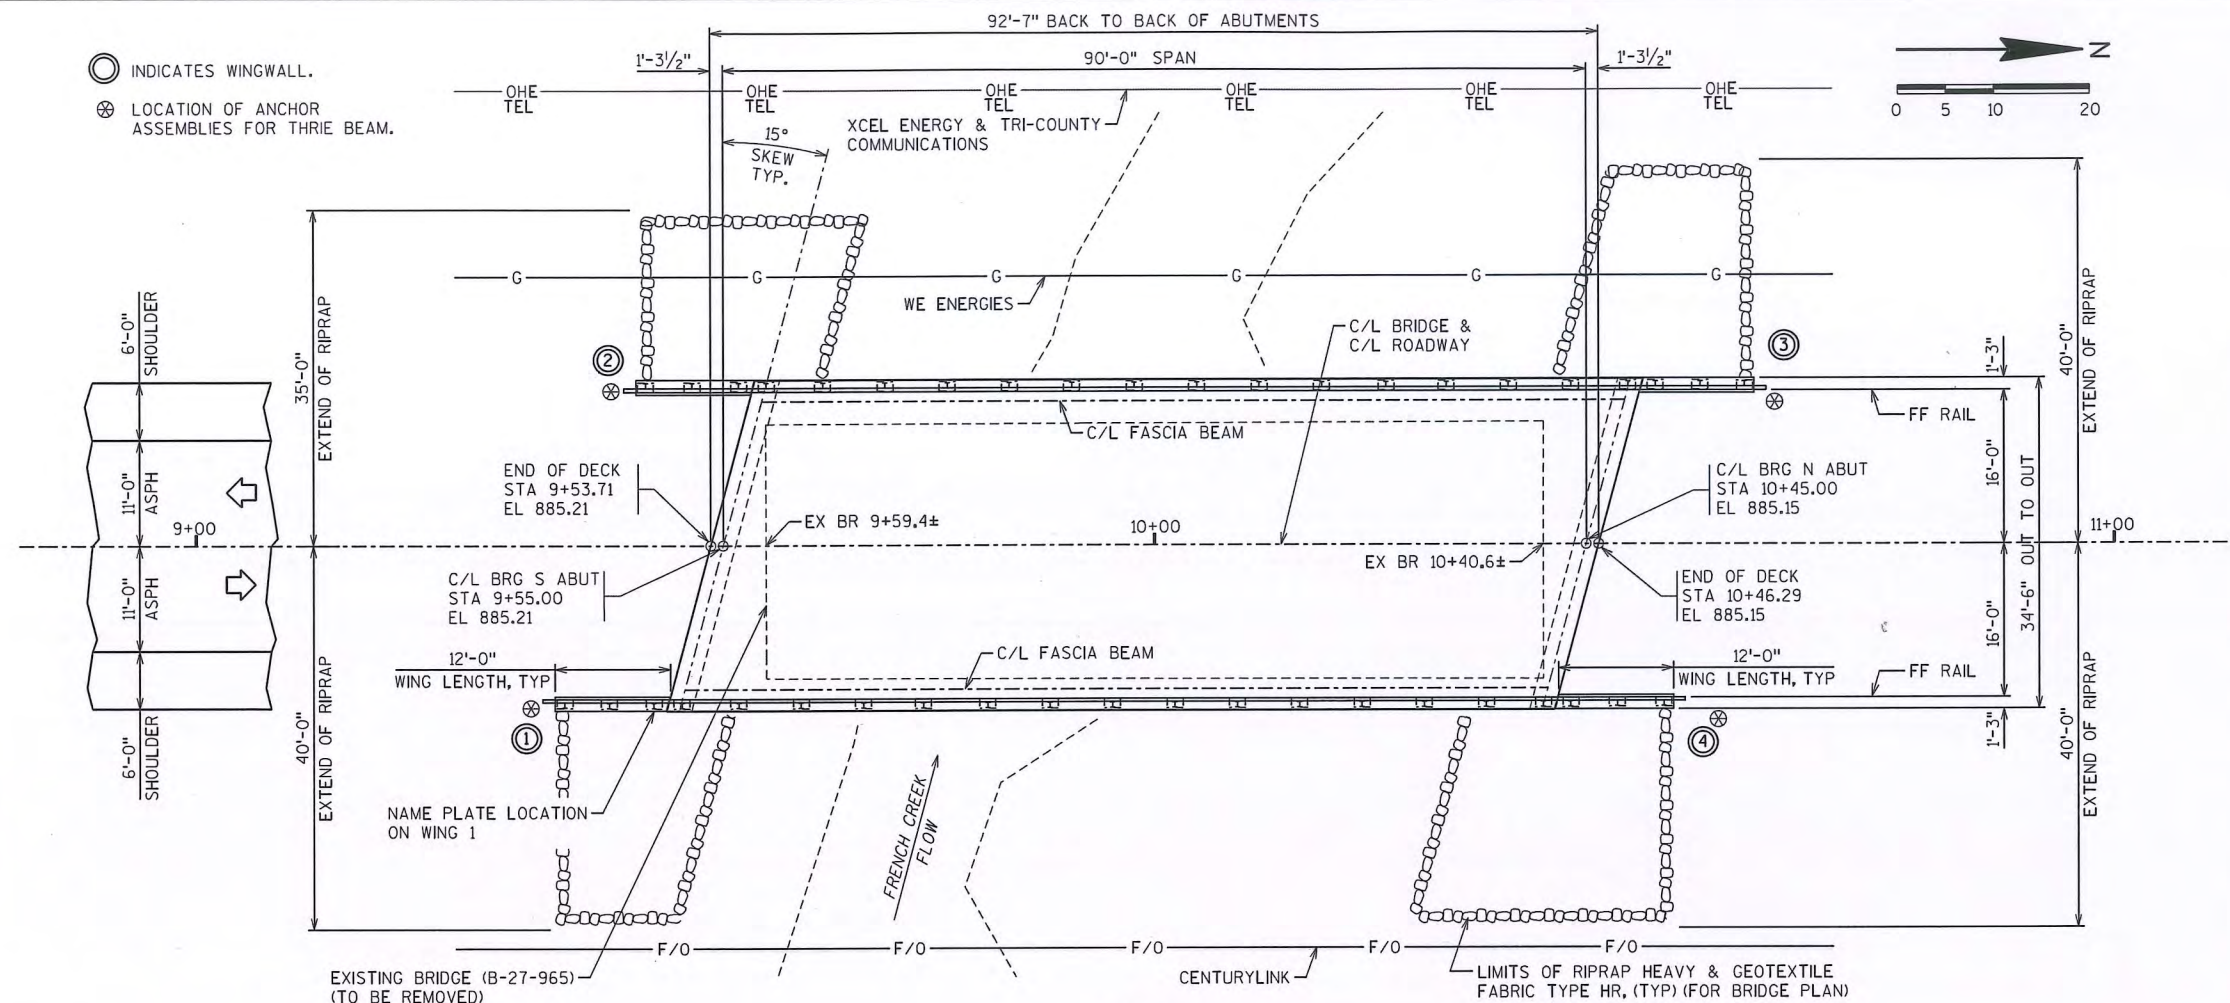 92'-7" BACK TO BACK OF ABUTMENTS
1'-3½"
90'-0" SPAN
1'-3½"
N
0 5 10 20
INDICATES WINGWALL.
LOCATION OF ANCHOR
ASSEMBLIES FOR THRIE BEAM.
OHE OHE OHE OHE OHE OHE
TEL TEL TEL TEL TEL TEL
XCEL ENERGY & TRI-COUNTY
COMMUNICATIONS
15°
SKEW
TYP.
G G G G G G
WE ENERGIES
C/L BRIDGE &
C/L ROADWAY
6'-0"
SHOULDER
35'-0"
EXTEND OF RIPRAP
2
3
1'-3"
40'-0"
EXTEND OF RIPRAP
FF RAIL
C/L FASCIA BEAM
11'-0"
ASPH
9+00
END OF DECK
STA 9+53.71
EL 885.21
EX BR 9+59.4±
10+00
EX BR 10+40.6±
C/L BRG N ABUT
STA 10+45.00
EL 885.15
16'-0"
34'-6" OUT TO OUT
11+00
11'-0"
ASPH
C/L BRG S ABUT
STA 9+55.00
EL 885.21
END OF DECK
STA 10+46.29
EL 885.15
16'-0"
12'-0"
WING LENGTH, TYP
C/L FASCIA BEAM
12'-0"
WING LENGTH, TYP
FF RAIL
6'-0"
SHOULDER
40'-0"
EXTEND OF RIPRAP
1
4
1'-3"
40'-0"
EXTEND OF RIPRAP
NAME PLATE LOCATION
ON WING 1
FRENCH CREEK
FLOW
F/O F/O F/O F/O F/O
EXISTING BRIDGE (B-27-965)
(TO BE REMOVED)
CENTURYLINK
LIMITS OF RIPRAP HEAVY & GEOTEXTILE
FABRIC TYPE HR, (TYP) (FOR BRIDGE PLAN)